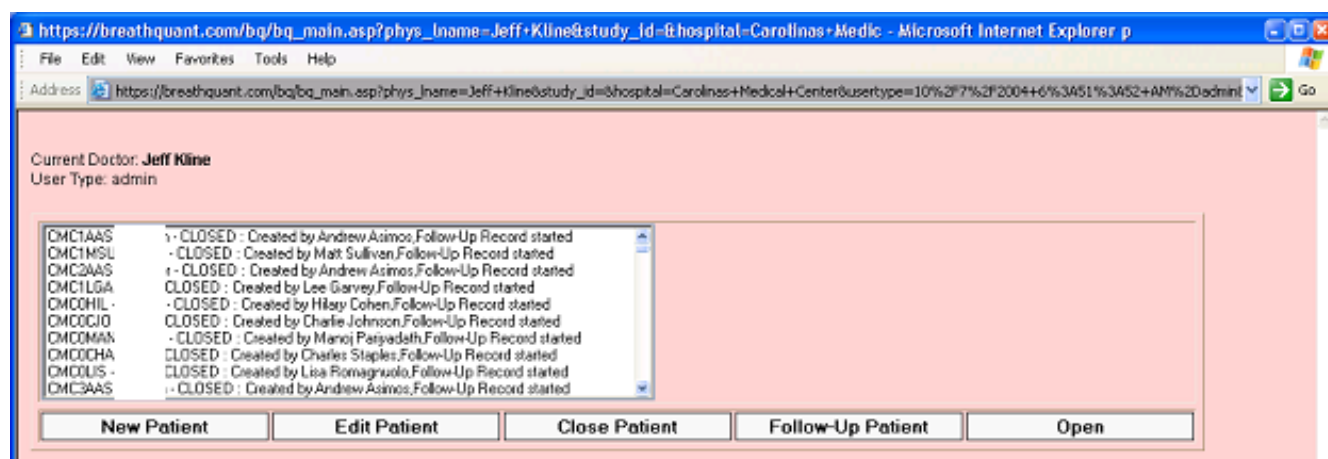 https://breathquant.com/bq/bq_main.asp?phys_lname=Jeff+Kline&study_id=&hospital=Carolinas+Medic - Microsoft Internet Explorer p
File Edit View Favorites Tools Help
Address https://breathquant.com/bq/bq_main.asp?phys_lname=Jeff+Kline&study_id=&hospital=Carolinas+Medical+Center&usertype=10%2F7%2F2004+6%3A51%3A52+AM%2Dadmin& Go
Current Doctor: Jeff Kline
User Type: admin
CMC1AAS - CLOSED : Created by Andrew Asimos,Follow-Up Record started
CMC1MSU - CLOSED : Created by Matt Sullivan,Follow-Up Record started
CMC2AAS - CLOSED : Created by Andrew Asimos,Follow-Up Record started
CMC1LGA CLOSED : Created by Lee Garvey,Follow-Up Record started
CMC0HIL - - CLOSED : Created by Hilary Cohen,Follow-Up Record started
CMC0CJO CLOSED : Created by Charlie Johnson,Follow-Up Record started
CMC0MAN - CLOSED : Created by Manoj Pariyadath,Follow-Up Record started
CMC0CHA CLOSED : Created by Charles Staples,Follow-Up Record started
CMC0LIS - CLOSED : Created by Lisa Romagnuolo,Follow-Up Record started
CMC3AAS - CLOSED : Created by Andrew Asimos,Follow-Up Record started
New Patient Edit Patient Close Patient Follow-Up Patient Open